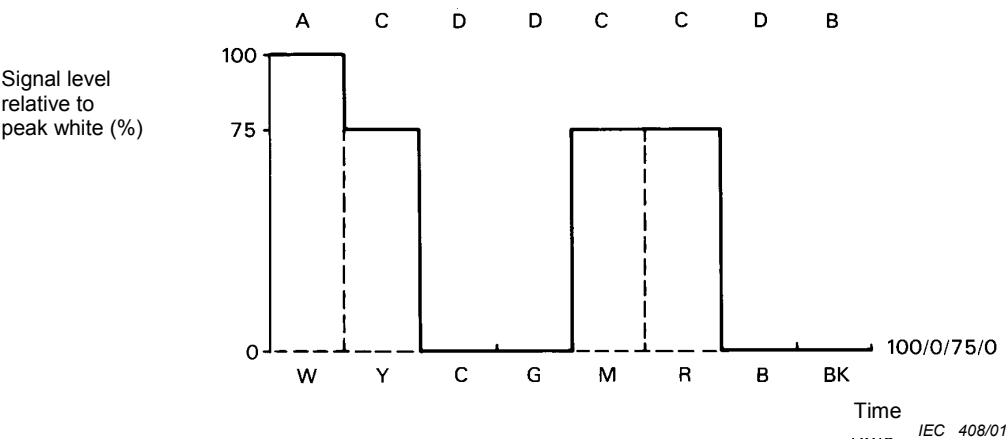 A C D D C C D B
Signal level
relative to
peak white (%)
100
75
0
100/0/75/0
W Y C G M R B BK
Time
IEC 408/01